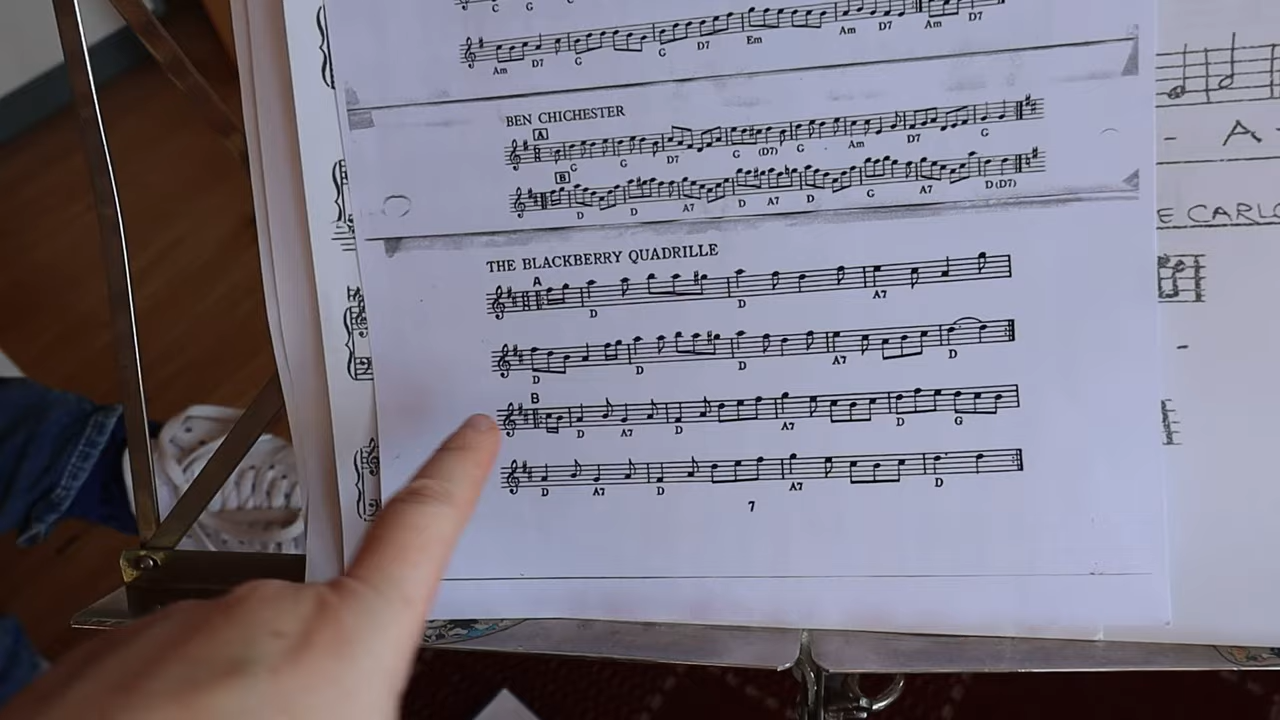 C G C
Am D7 G G D7 Em Am D7 Am D7
BEN CHICHESTER
A
G G D7 G (D7) G Am D7 G
B
D D A7 D A7 D G A7 D(D7)
THE BLACKBERRY QUADRILLE
A
D D A7
D D D A7 D
B
D A7 D A7 D G
D A7 D A7 D
7
- A -
E CARLO
-